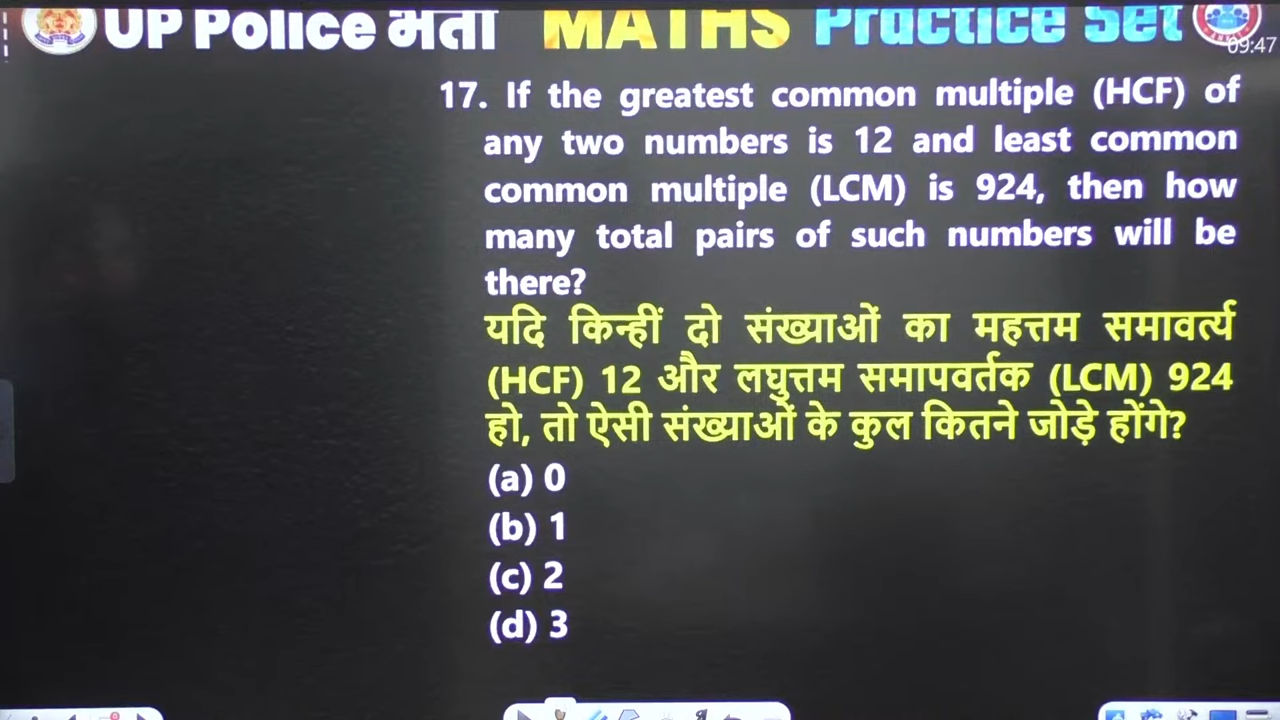 UP Police भर्ती MATHS Practice Set
09:47
17. If the greatest common multiple (HCF) of
any two numbers is 12 and least common
common multiple (LCM) is 924, then how
many total pairs of such numbers will be
there?
यदि किन्हीं दो संख्याओं का महत्तम समावर्त्य
(HCF) 12 और लघुत्तम समापवर्तक (LCM) 924
हो, तो ऐसी संख्याओं के कुल कितने जोड़े होंगे?
(a) 0
(b) 1
(c) 2
(d) 3